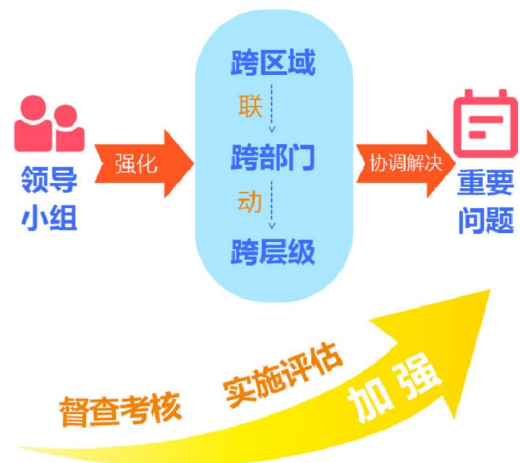 跨区域
联
跨部门
动
跨层级
领导
小组
强化
协调解决
重要
问题
督查考核
实施评估
加强